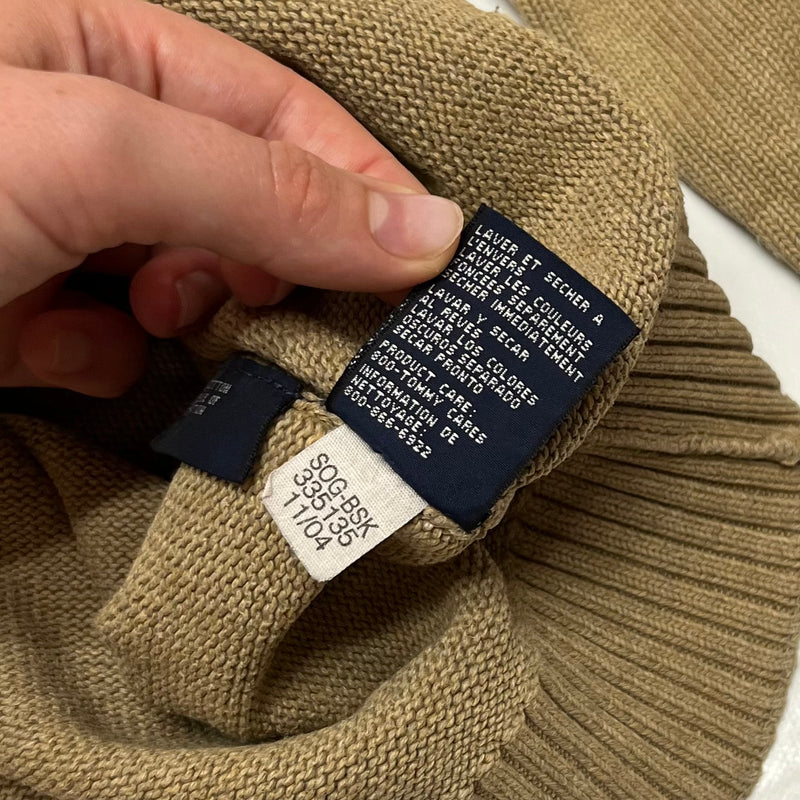 LAVER ET SECHER A
L'ENVERS
LAVER LES COULEURS
FONCERS SEPAREMENT
SECHER IMMEDIATEMENT
LAVAR Y SECAR
AL REVES
LAVAR LOS COLORES
OSCUROS SEPARADO
SECAR PRONTO
PRODUCT CARE.
800-TOMMY CARES
INFORMATION DE
NETTOYAGE.
800-866-6922
SOG-BSK
335135
11/04